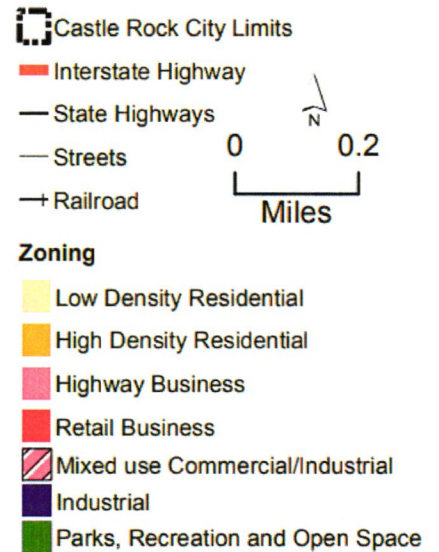 Castle Rock City Limits
Interstate Highway
State Highways
Streets
Railroad
N
0 0.2
Miles
Zoning
Low Density Residential
High Density Residential
Highway Business
Retail Business
Mixed use Commercial/Industrial
Industrial
Parks, Recreation and Open Space